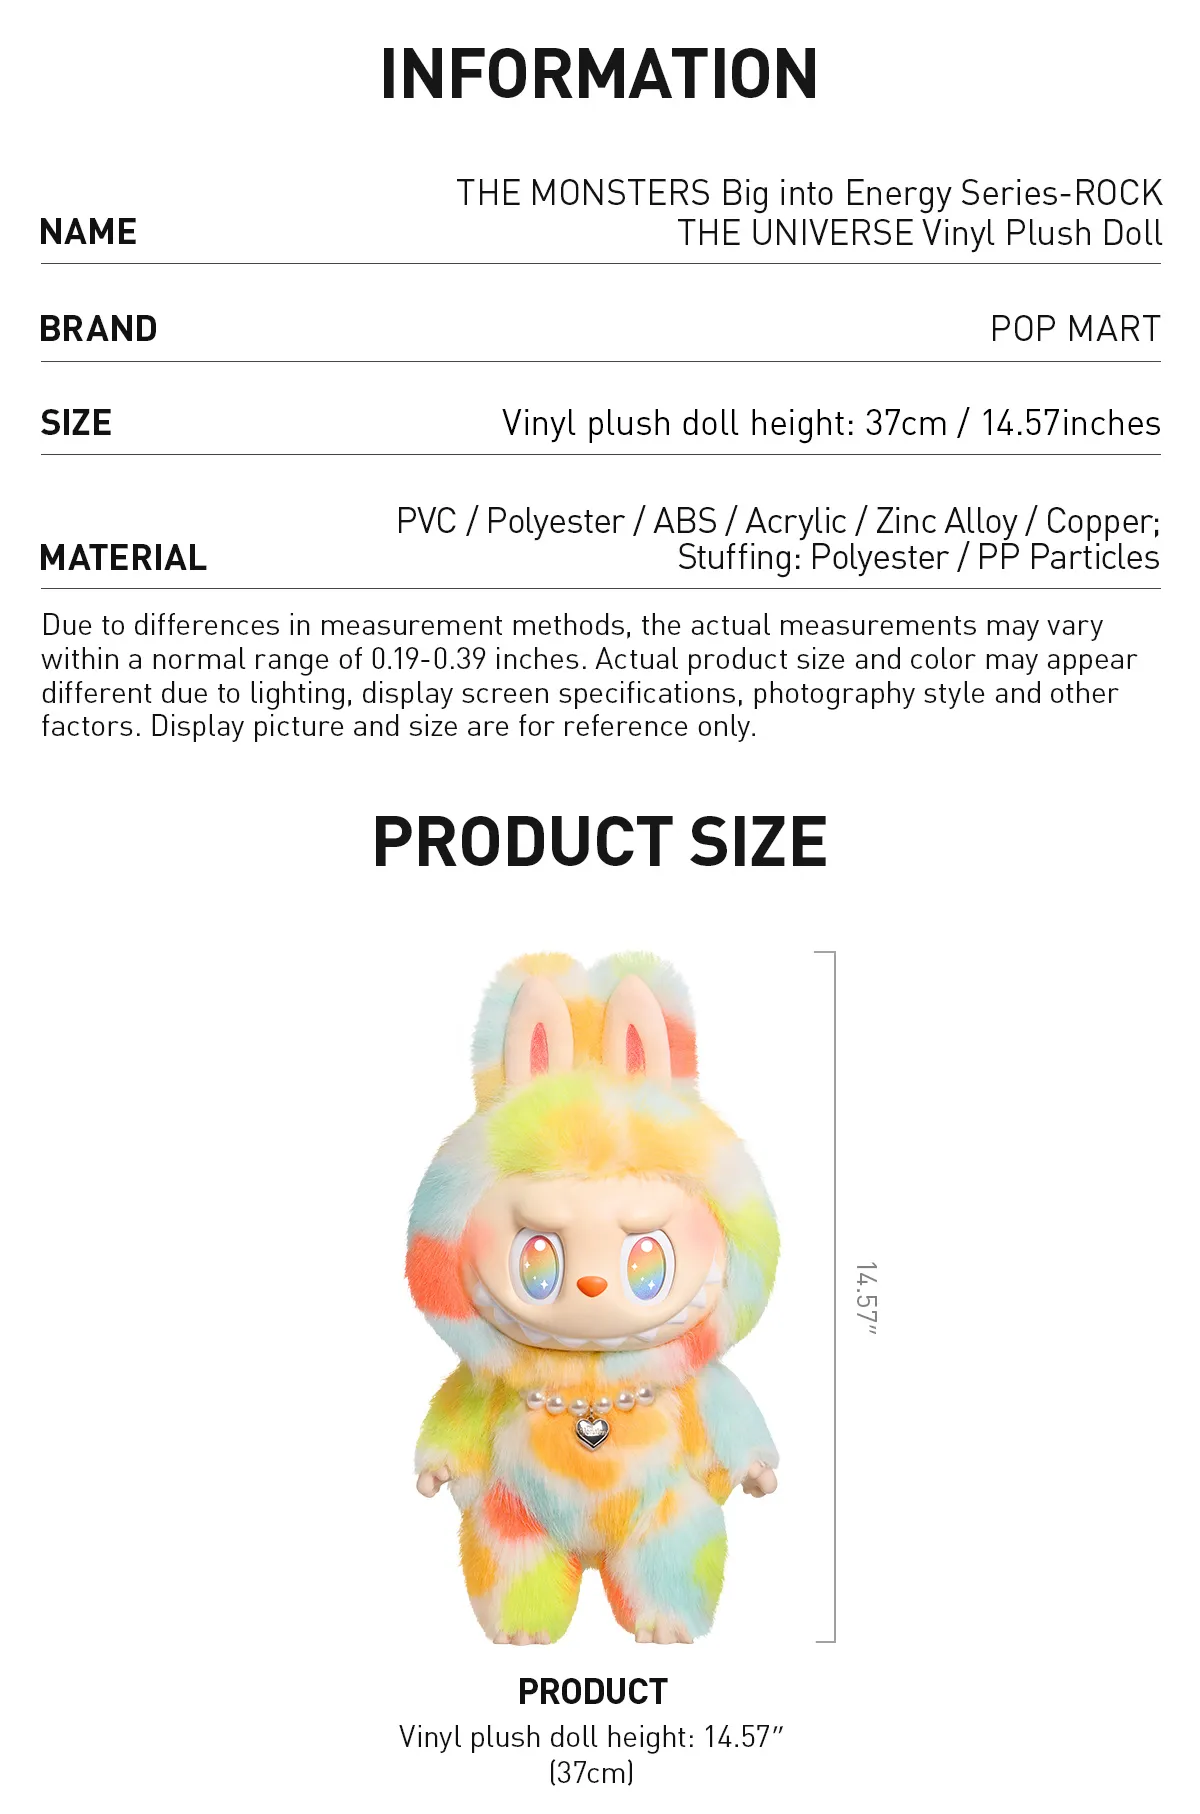 INFORMATION
THE MONSTERS Big into Energy Series-ROCK
NAME THE UNIVERSE Vinyl Plush Doll
BRAND POP MART
SIZE Vinyl plush doll height: 37cm / 14.57inches
PVC / Polyester / ABS / Acrylic / Zinc Alloy / Copper;
MATERIAL Stuffing: Polyester / PP Particles
Due to differences in measurement methods, the actual measurements may vary
within a normal range of 0.19-0.39 inches. Actual product size and color may appear
different due to lighting, display screen specifications, photography style and other
factors. Display picture and size are for reference only.
PRODUCT SIZE
14.57″
PRODUCT
Vinyl plush doll height: 14.57″
(37cm)